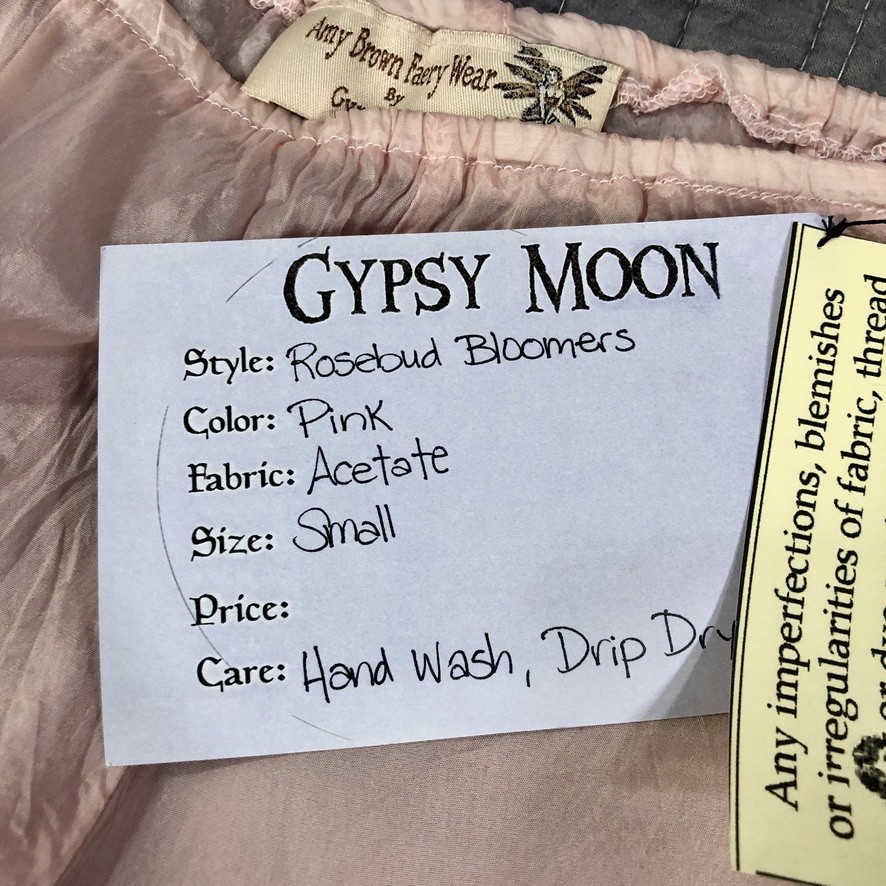 Amy Brown Faery Wear
By
GYPSY MOON
Style: Rosebud Bloomers
Color: Pink
Fabric: Acetate
Size: Small
Price:
Care: Hand Wash, Drip Dry
Any imperfections, blemishes
or irregularities of fabric, thread